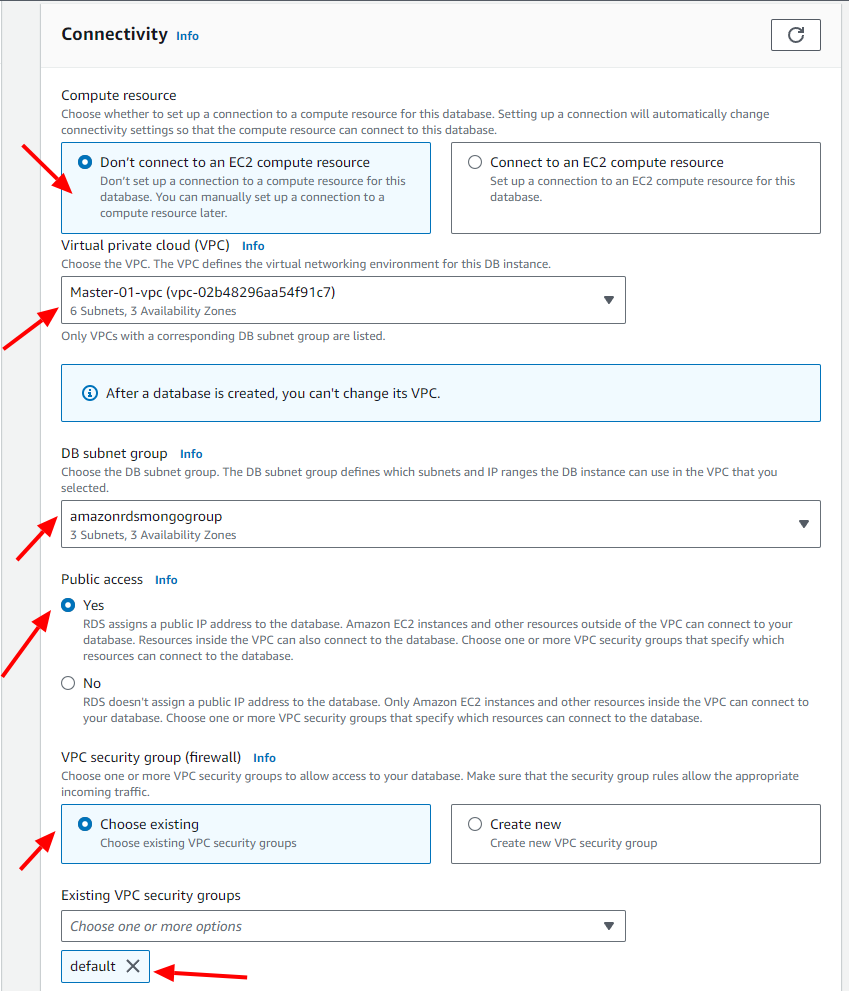 Connectivity Info
Compute resource
Choose whether to set up a connection to a compute resource for this database. Setting up a connection will automatically change
connectivity settings so that the compute resource can connect to this database.
Don't connect to an EC2 compute resource
Don't set up a connection to a compute resource for this
database. You can manually set up a connection to a
compute resource later.
Connect to an EC2 compute resource
Set up a connection to an EC2 compute resource for this
database.
Virtual private cloud (VPC) Info
Choose the VPC. The VPC defines the virtual networking environment for this DB instance.
Master-01-vpc (vpc-02b48296aa54f91c7)
6 Subnets, 3 Availability Zones
Only VPCs with a corresponding DB subnet group are listed.
After a database is created, you can't change its VPC.
DB subnet group Info
Choose the DB subnet group. The DB subnet group defines which subnets and IP ranges the DB instance can use in the VPC that you
selected.
amazonrdsmongogroup
3 Subnets, 3 Availability Zones
Public access Info
Yes
RDS assigns a public IP address to the database. Amazon EC2 instances and other resources outside of the VPC can connect to your
database. Resources inside the VPC can also connect to the database. Choose one or more VPC security groups that specify which
resources can connect to the database.
No
RDS doesn't assign a public IP address to the database. Only Amazon EC2 instances and other resources inside the VPC can connect to
your database. Choose one or more VPC security groups that specify which resources can connect to the database.
VPC security group (firewall) Info
Choose one or more VPC security groups to allow access to your database. Make sure that the security group rules allow the appropriate
incoming traffic.
Choose existing
Choose existing VPC security groups
Create new
Create new VPC security group
Existing VPC security groups
Choose one or more options
default